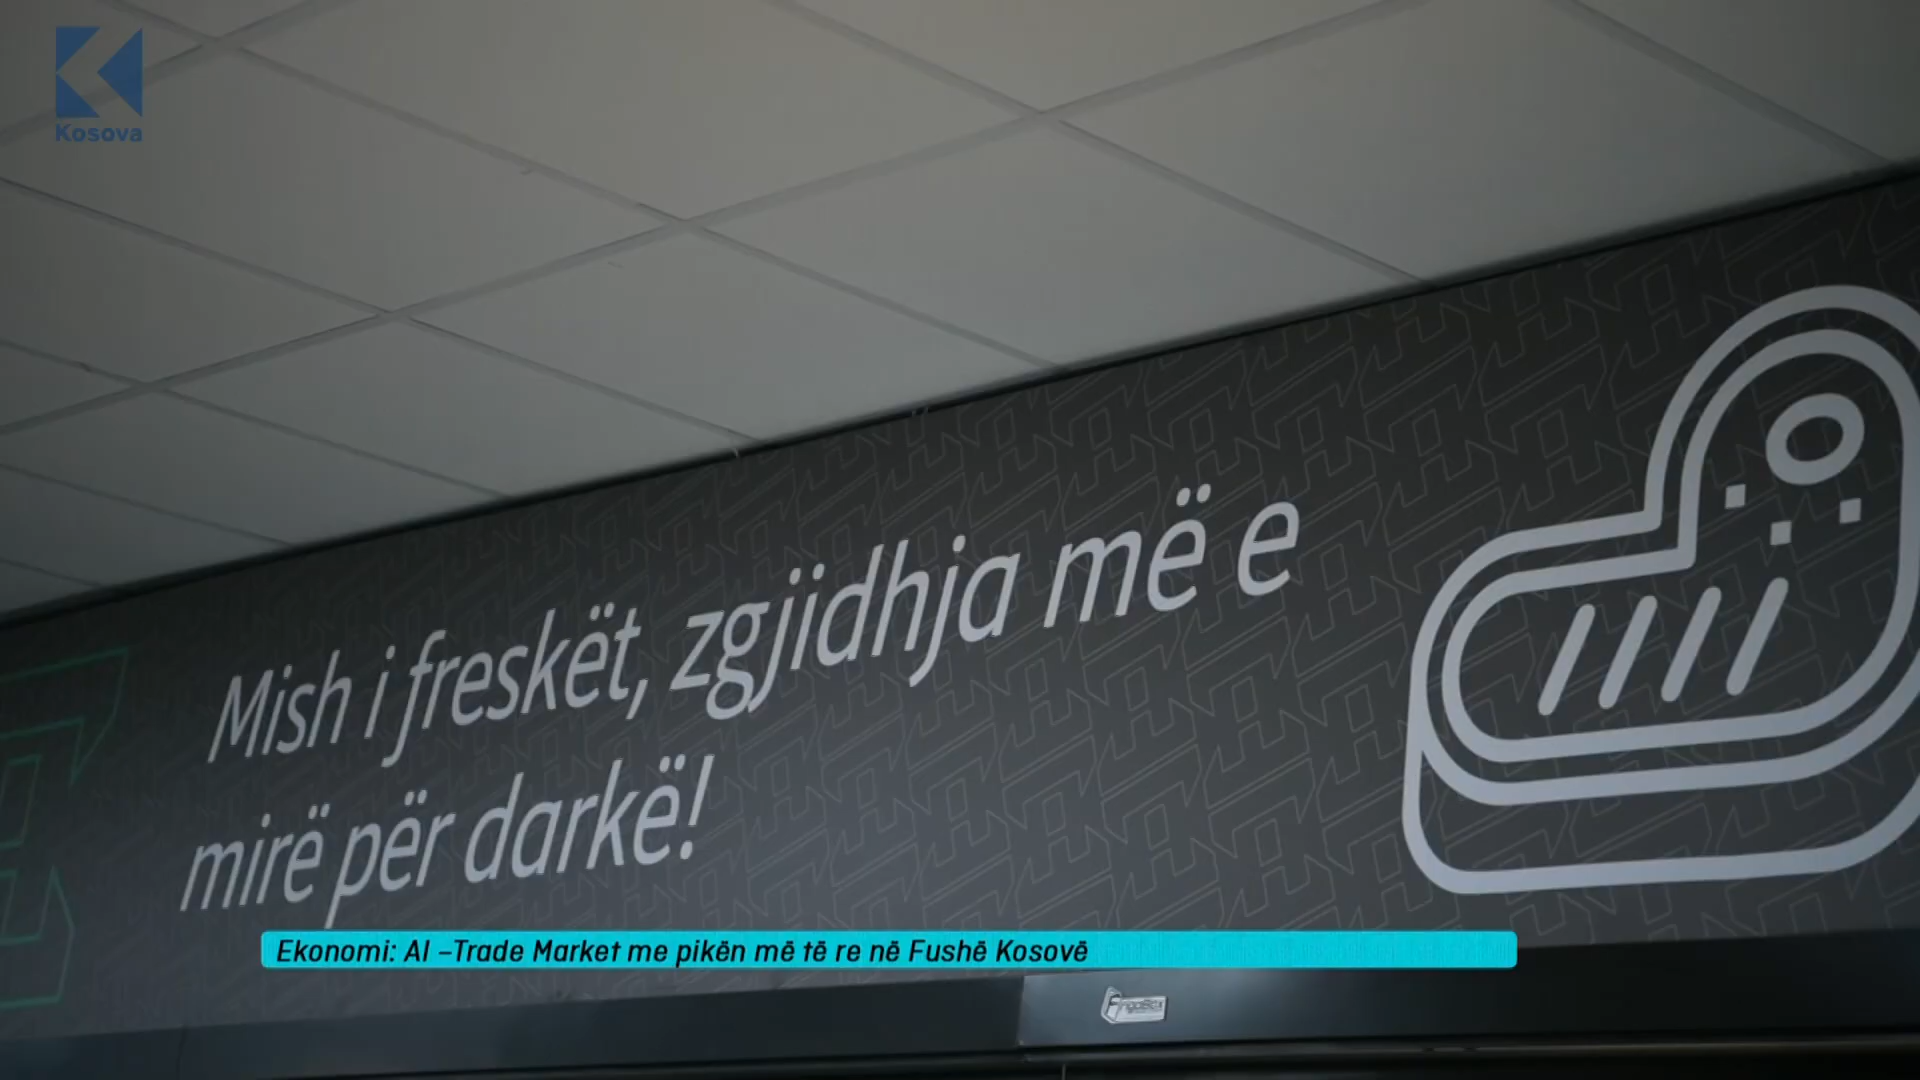 Kosova
Mish i freskët, zgjidhja më e
mirë për darkë!
Ekonomi: Al –Trade Market me pikën më të re në Fushë Kosovë